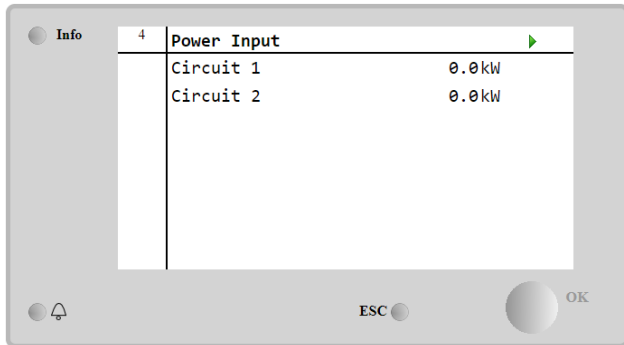 Info
4 Power Input
Circuit 1 0.0kW
Circuit 2 0.0kW
ESC OK